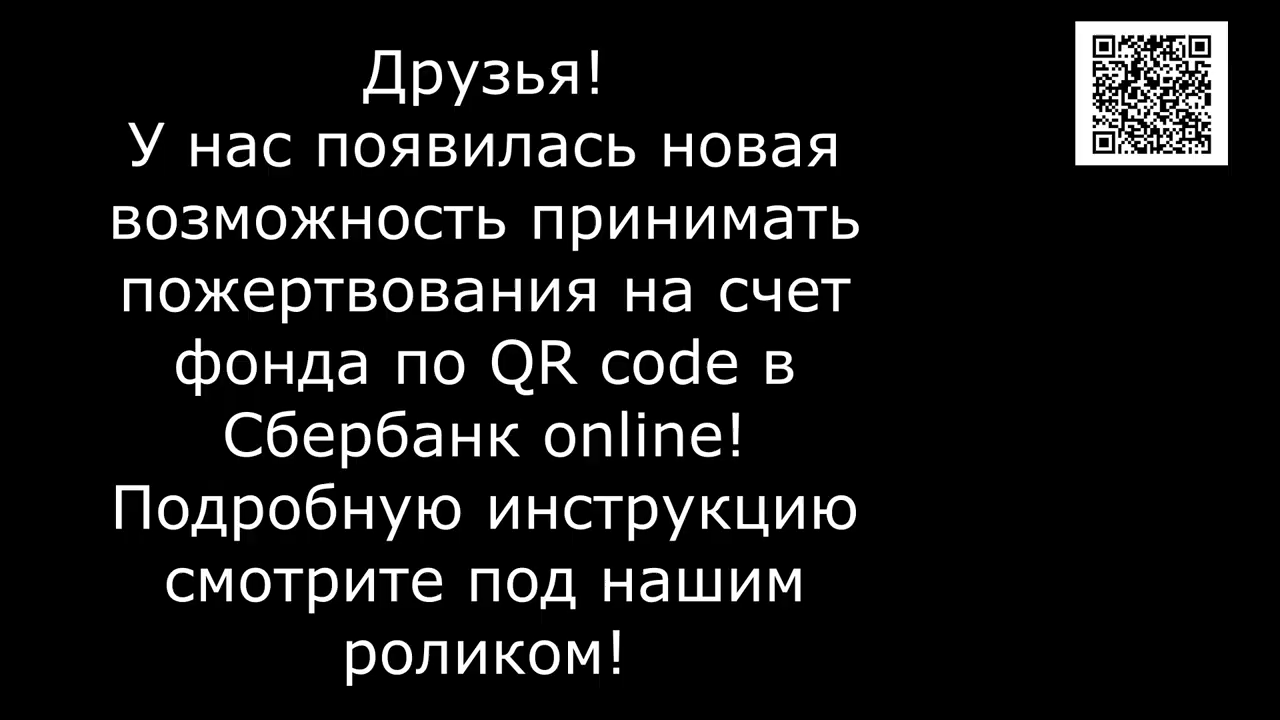 Друзья!
У нас появилась новая
возможность принимать
пожертвования на счет
фонда по QR code в
Сбербанк online!
Подробную инструкцию
смотрите под нашим
роликом!